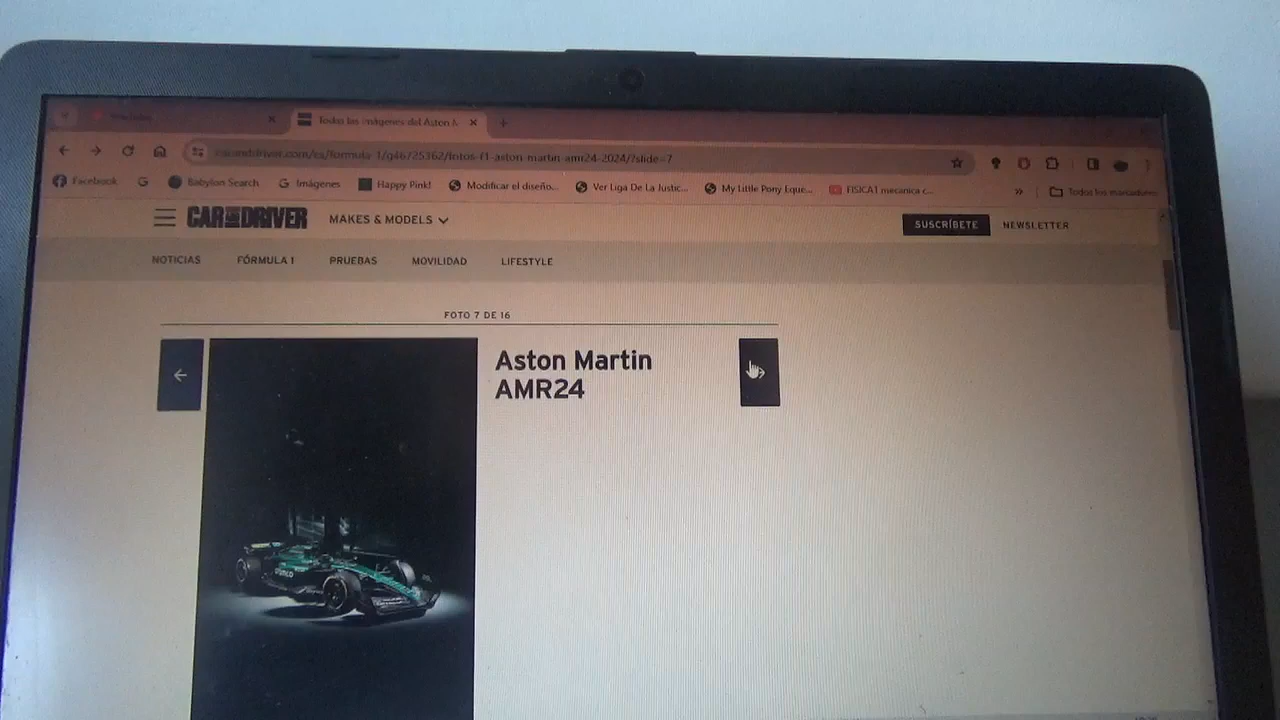 Todas las imágenes del Aston M
caranddriver.com/es/formula-1/g46725362/fotos-f1-aston-martin-amr24-2024/?slide=7
Facebook
G
Babylon Search
Imágenes
Happy Pink!
Modificar el diseño...
Ver Liga De La Justic...
My Little Pony Eque...
FISICA1 mecanica c...
Todos los marcadores
CAR AND DRIVER
MAKES & MODELS
SUSCRÍBETE
NEWSLETTER
NOTICIAS
FÓRMULA 1
PRUEBAS
MOVILIDAD
LIFESTYLE
FOTO 7 DE 16
Aston Martin
AMR24